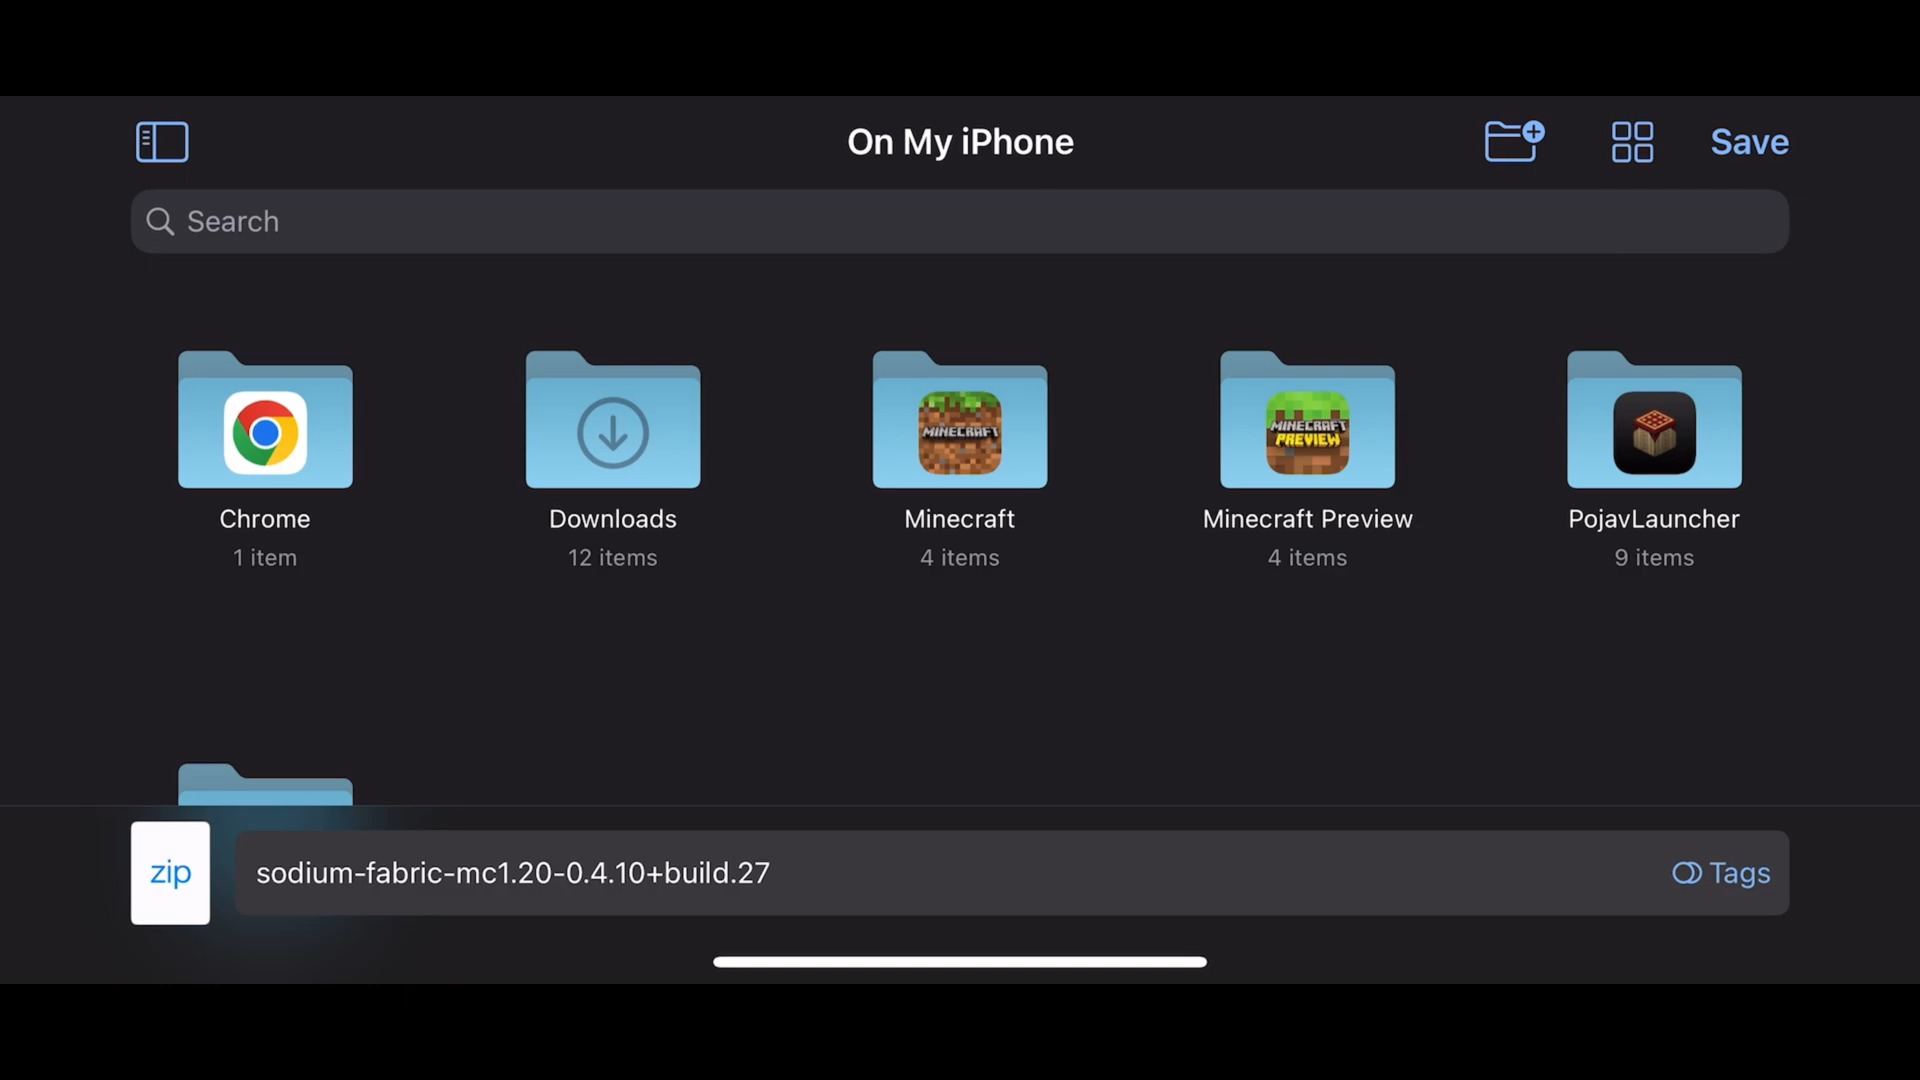 On My iPhone
Save
Search
MINECRAFT
MINECRAFT
PREVIEW
Chrome
Downloads
Minecraft
Minecraft Preview
PojavLauncher
1 item
12 items
4 items
4 items
9 items
zip
sodium-fabric-mc1.20-0.4.10+build.27
Tags